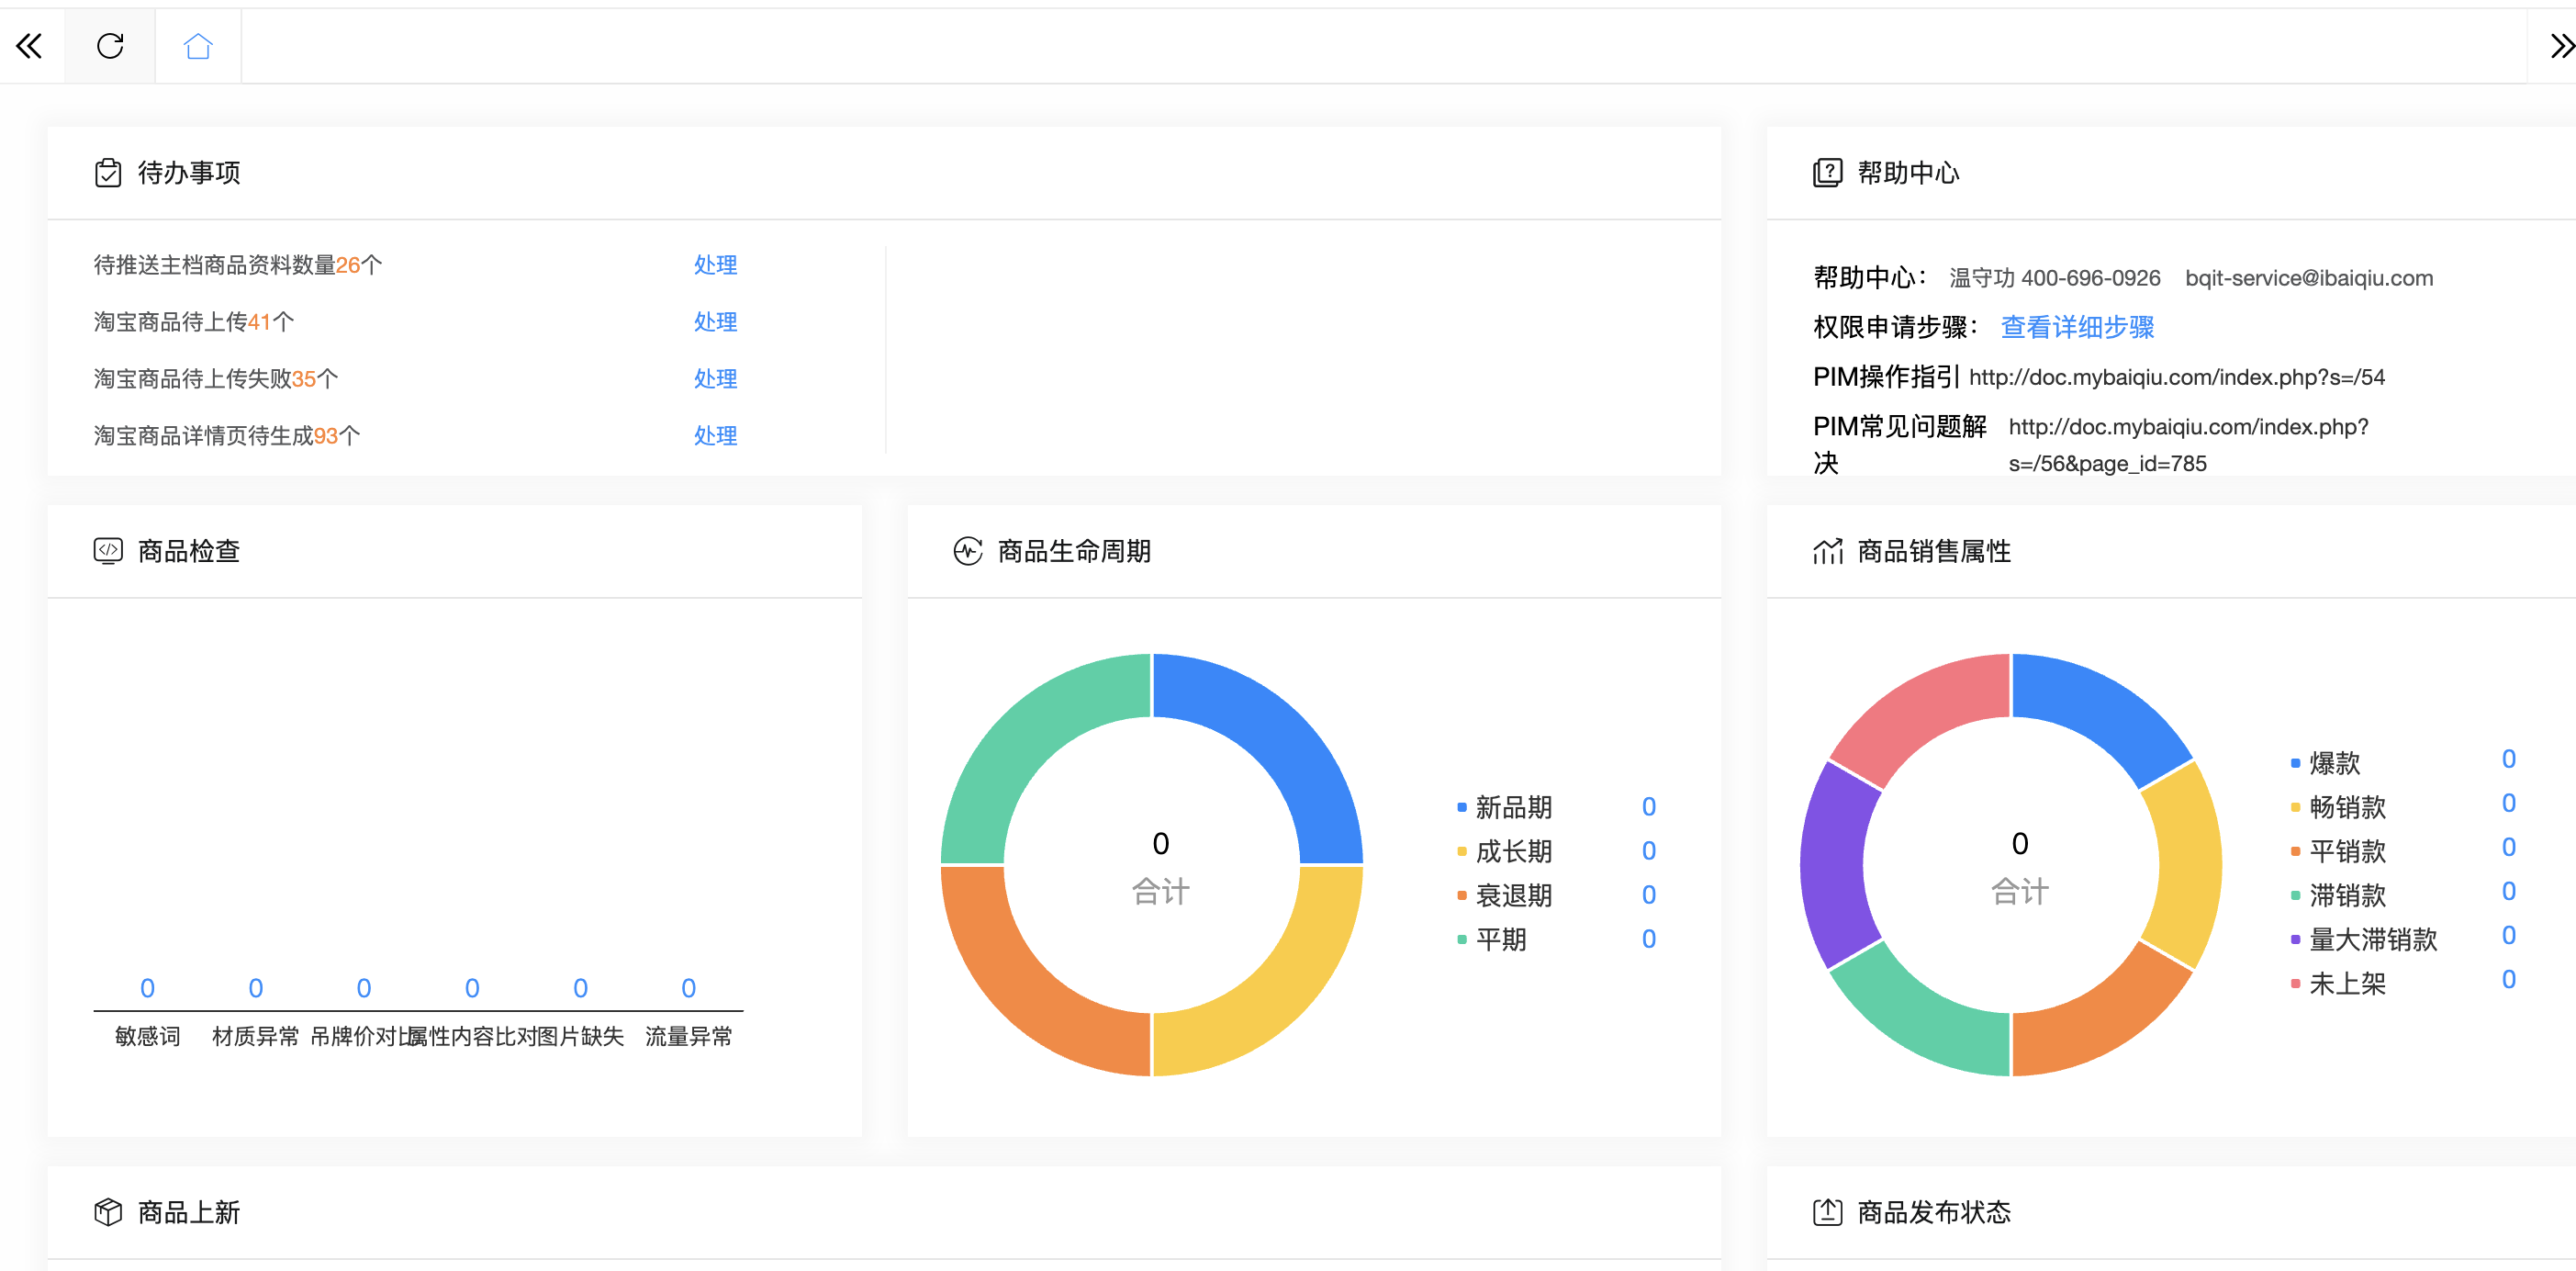 待办事项
待推送主档商品资料数量26个 处理
淘宝商品待上传41个 处理
淘宝商品待上传失败35个 处理
淘宝商品详情页待生成93个 处理
帮助中心
帮助中心： 温守功 400-696-0926 bqit-service@ibaiqiu.com
权限申请步骤： 查看详细步骤
PIM操作指引 http://doc.mybaiqiu.com/index.php?s=/54
PIM常见问题解 http://doc.mybaiqiu.com/index.php?
决 s=/56&page_id=785
商品检查
0 0 0 0 0 0
敏感词 材质异常 吊牌价对比 属性内容比对 图片缺失 流量异常
商品生命周期
0
合计
新品期 0
成长期 0
衰退期 0
平期 0
商品销售属性
0
合计
爆款 0
畅销款 0
平销款 0
滞销款 0
量大滞销款 0
未上架 0
商品上新
商品发布状态